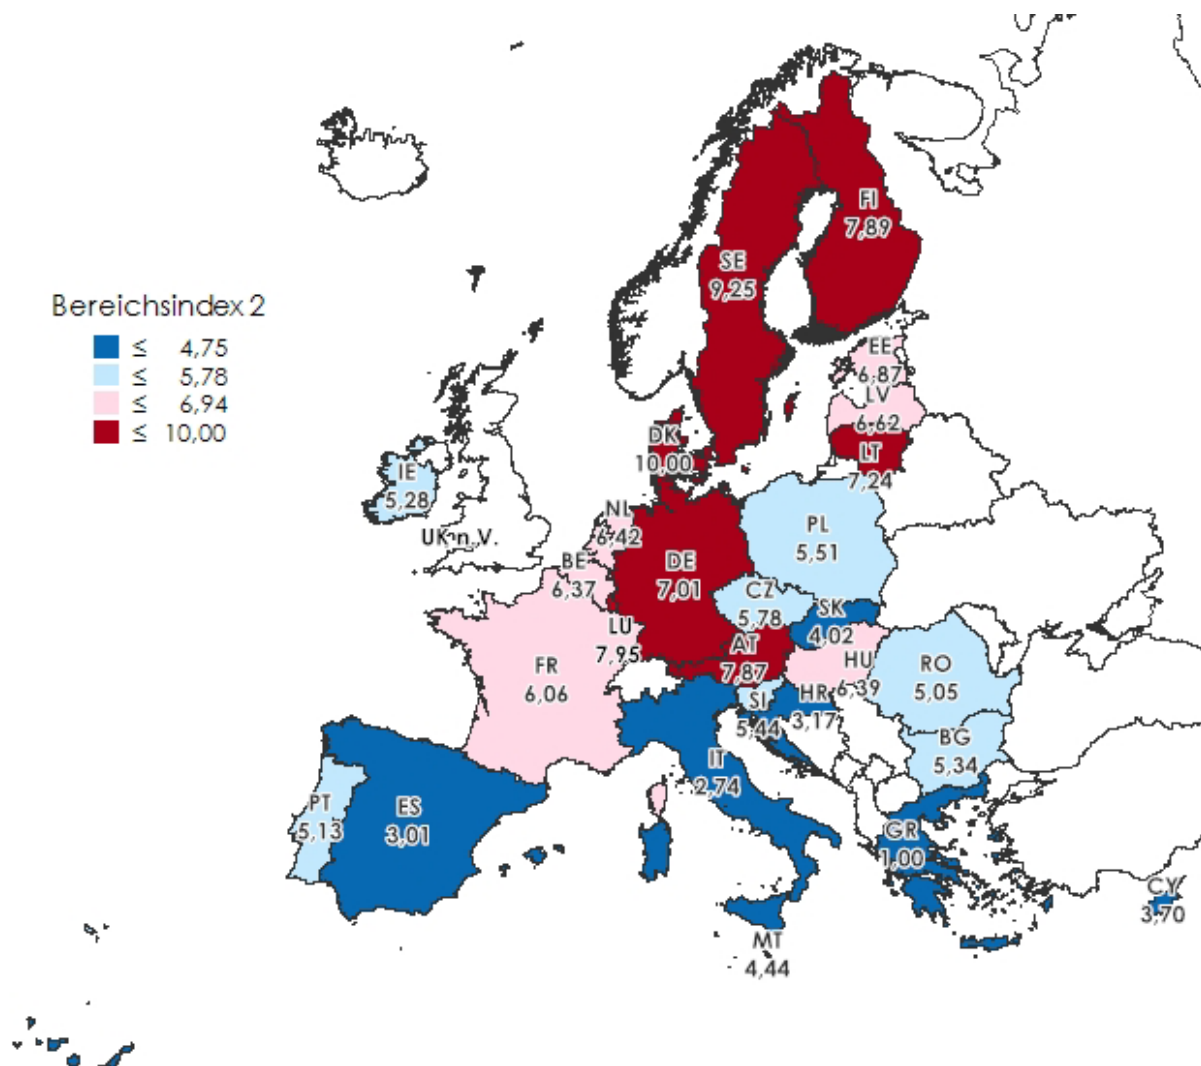 Bereichsindex 2
≤ 4,75
≤ 5,78
≤ 6,94
≤ 10,00
FI
7,89
SE
9,25
EE
6,87
LV
6,62
DK
10,00
LT
7,24
IE
5,28
NL
6,42
UK n.V.
PL
5,51
BE
6,37
DE
7,01
CZ
5,78
SK
4,02
LU
7,95
AT
7,87
FR
6,06
HU
6,39
RO
5,05
SI
5,44
HR
3,17
BG
5,34
IT
2,74
PT
5,13
ES
3,01
GR
1,00
CY
3,70
MT
4,44